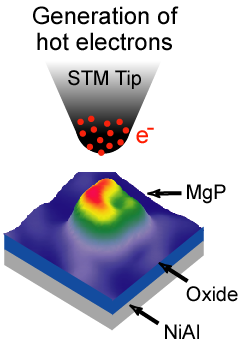 Generation of
hot electrons
STM Tip
e⁻
MgP
Oxide
NiAl